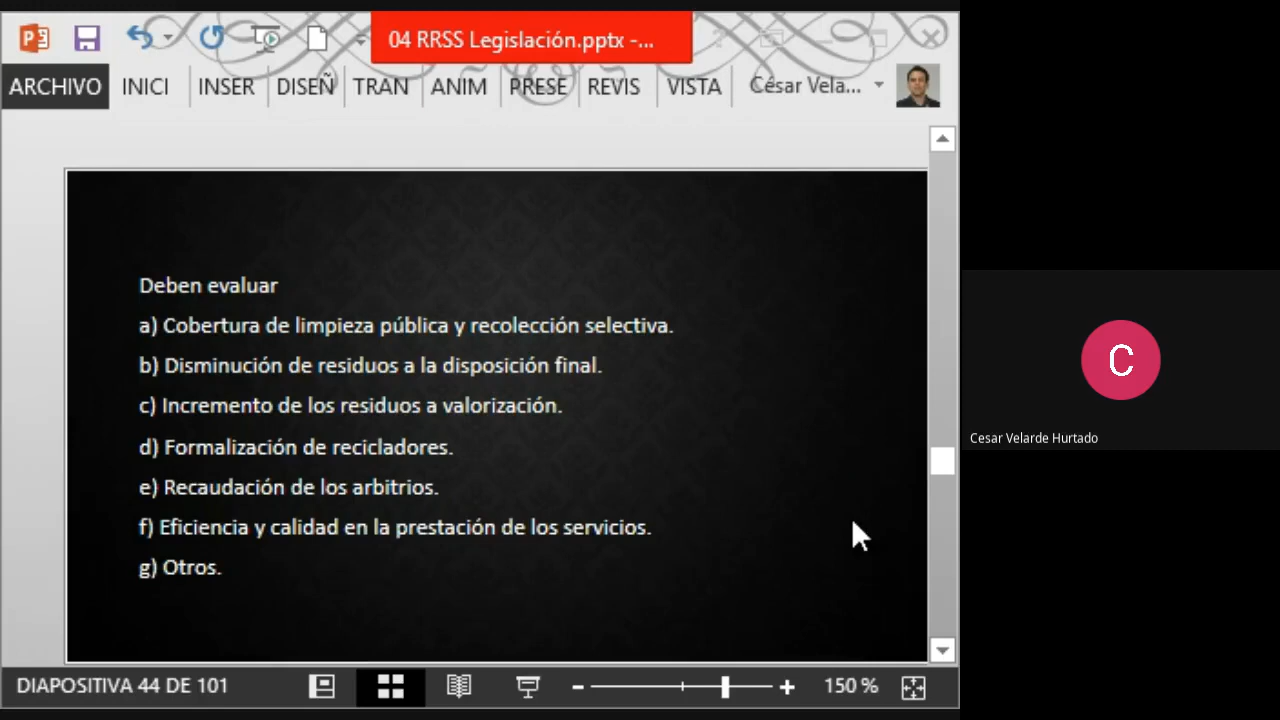 04 RRSS Legislación.pptx -...
ARCHIVO INICI INSER DISEÑ TRAN ANIM PRESE REVIS VISTA César Vela...
Deben evaluar
a) Cobertura de limpieza pública y recolección selectiva.
b) Disminución de residuos a la disposición final.
c) Incremento de los residuos a valorización.
d) Formalización de recicladores.
e) Recaudación de los arbitrios.
f) Eficiencia y calidad en la prestación de los servicios.
g) Otros.
C
Cesar Velarde Hurtado
DIAPOSITIVA 44 DE 101 150 %